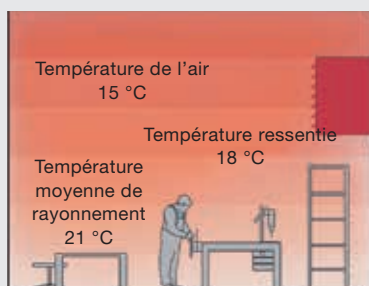 Température de l’air
15 °C
Température ressentie
18 °C
Température
moyenne de
rayonnement
21 °C